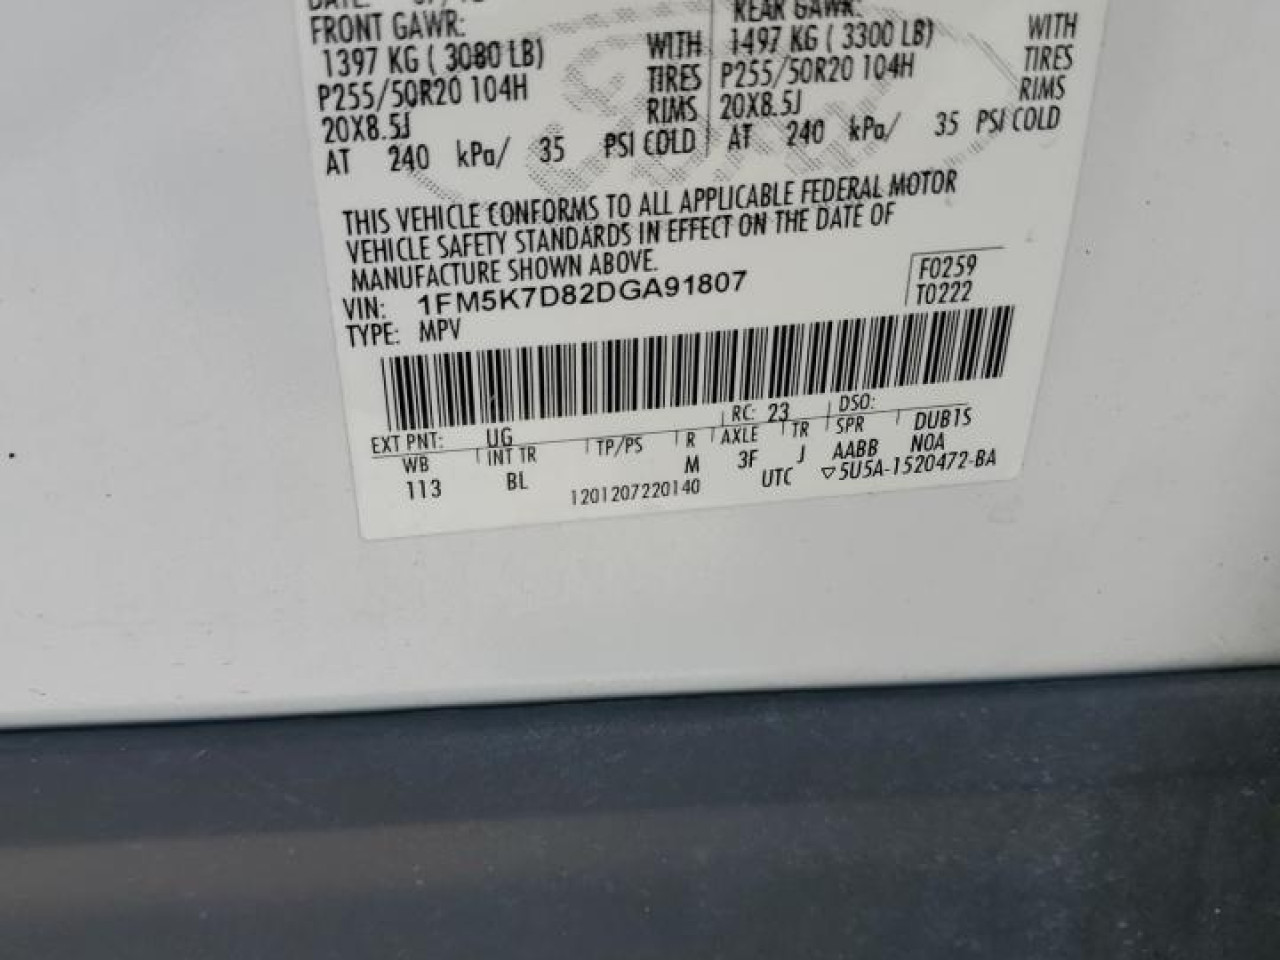 DATE:
FRONT GAWR:
1397 KG ( 3080 LB)
WITH
P255/50R20 104H
TIRES
20X8.5J
RIMS
AT 240 kPa/ 35 PSI COLD
REAR GAWR:
1497 KG ( 3300 LB)
WITH
P255/50R20 104H
TIRES
20X8.5J
RIMS
AT 240 kPa/ 35 PSI COLD
THIS VEHICLE CONFORMS TO ALL APPLICABLE FEDERAL MOTOR
VEHICLE SAFETY STANDARDS IN EFFECT ON THE DATE OF
MANUFACTURE SHOWN ABOVE.
VIN: 1FM5K7D82DGA91807
F0259
TYPE: MPV
T0222
EXT PNT: UG
RC: 23
DSO:
WB
INT TR
TP/PS
R
AXLE
TR
SPR
DUB1S
113
BL
M
3F
J
AABB
NOA
1201207220140
UTC
▽5U5A-1520472-BA